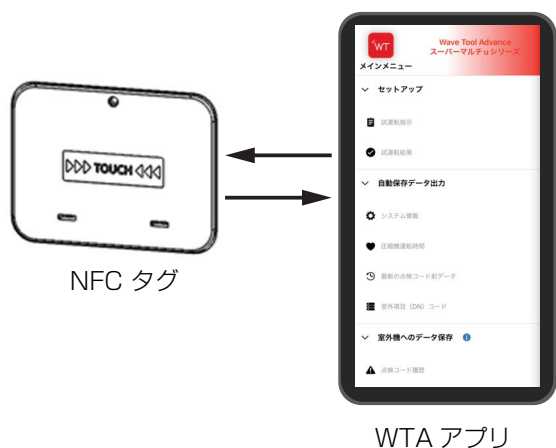 ▷▷▷ TOUCH ◁◁◁
NFC タグ
WT
Wave Tool Advance
スーパーマルチuシリーズ
メインメニュー
セットアップ
試運転指示
試運転結果
自動保存データ出力
システム情報
圧縮機運転時間
最新の点検コード前データ
室外項目（DN）コード
室外機へのデータ保存
点検コード履歴
WTA アプリ